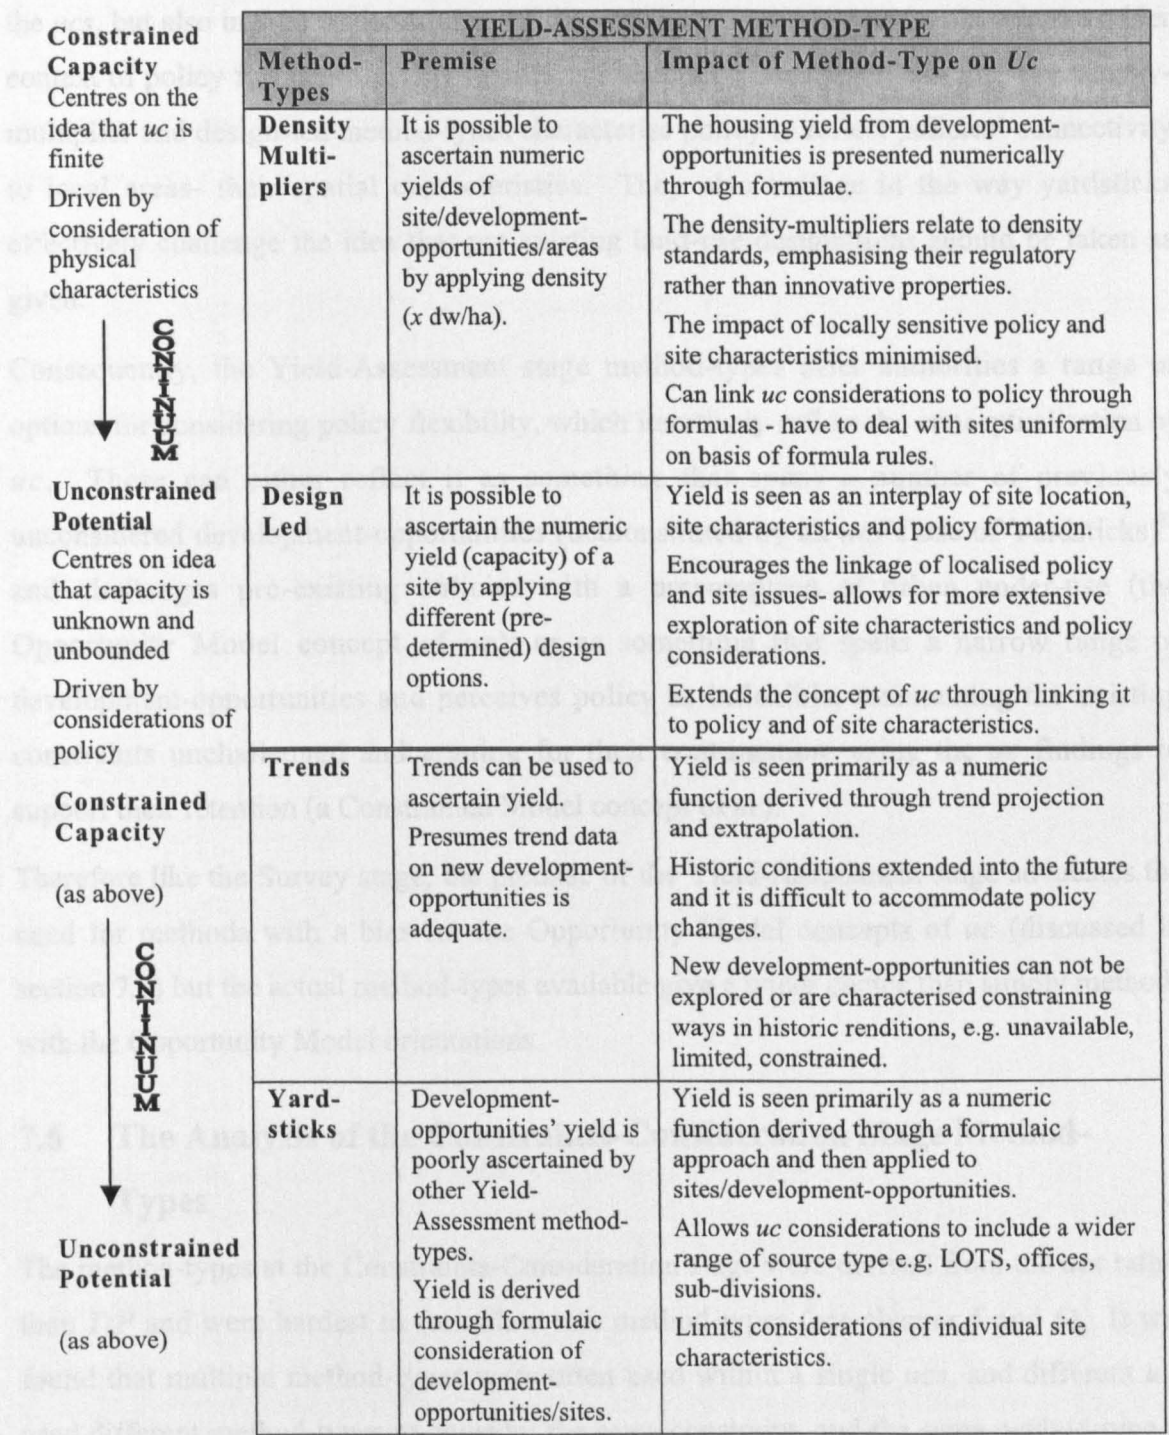 Constrained
Capacity
Centres on the
idea that uc is
finite
Driven by
consideration of
physical
characteristics
CONTINUUM
Unconstrained
Potential
Centres on idea
that capacity is
unknown and
unbounded
Driven by
considerations of
policy
Constrained
Capacity
(as above)
CONTINUUM
Unconstrained
Potential
(as above)
YIELD-ASSESSMENT METHOD-TYPE
Method-
Types
Premise
Impact of Method-Type on Uc
Density
Multi-
pliers
It is possible to
ascertain numeric
yields of
site/development-
opportunities/areas
by applying density
(x dw/ha).
The housing yield from development-
opportunities is presented numerically
through formulae.
The density-multipliers relate to density
standards, emphasising their regulatory
rather than innovative properties.
The impact of locally sensitive policy and
site characteristics minimised.
Can link uc considerations to policy through
formulas - have to deal with sites uniformly
on basis of formula rules.
Design
Led
It is possible to
ascertain the numeric
yield (capacity) of a
site by applying
different (pre-
determined) design
options.
Yield is seen as an interplay of site location,
site characteristics and policy formation.
Encourages the linkage of localised policy
and site issues- allows for more extensive
exploration of site characteristics and policy
considerations.
Extends the concept of uc through linking it
to policy and of site characteristics.
Trends
Trends can be used to
ascertain yield.
Presumes trend data
on new development-
opportunities is
adequate.
Yield is seen primarily as a numeric
function derived through trend projection
and extrapolation.
Historic conditions extended into the future
and it is difficult to accommodate policy
changes.
New development-opportunities can not be
explored or are characterised constraining
ways in historic renditions, e.g. unavailable,
limited, constrained.
Yard-
sticks
Development-
opportunities' yield is
poorly ascertained by
other Yield-
Assessment method-
types.
Yield is derived
through formulaic
consideration of
development-
opportunities/sites.
Yield is seen primarily as a numeric
function derived through a formulaic
approach and then applied to
sites/development-opportunities.
Allows uc considerations to include a wider
range of source type e.g. LOTS, offices,
sub-divisions.
Limits considerations of individual site
characteristics.